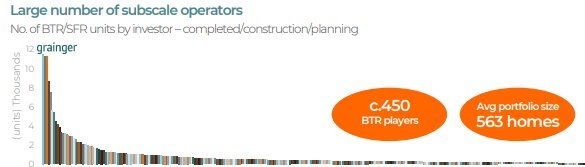 Large number of subscale operators
No. of BTR/SFR units by investor – completed/construction/planning
grainger
(units) Thousands
12
10
8
6
4
2
0
c.450
BTR players
Avg portfolio size
563 homes